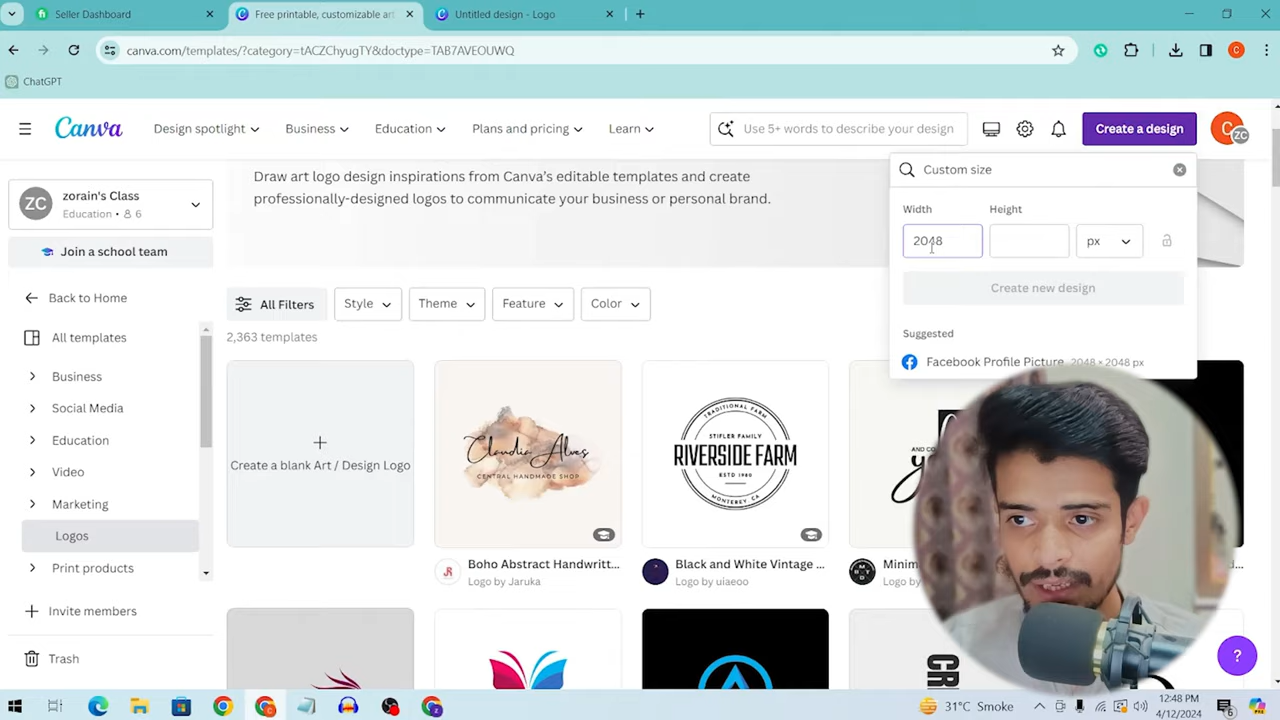 Seller Dashboard
Free printable, customizable ar
Untitled design - Logo
canva.com/templates/?category=tACZChyugTY&doctype=TAB7AVEOUWQ
C
ChatGPT
Canva
Design spotlight
Business
Education
Plans and pricing
Learn
Use 5+ words to describe your design
Create a design
C
ZC
Draw art logo design inspirations from Canva's editable templates and create
professionally-designed logos to communicate your business or personal brand.
Custom size
ZC
zorain's Class
Education • 6
Width
Height
2048
px
Join a school team
Create new design
Back to Home
All Filters
Style
Theme
Feature
Color
Suggested
All templates
2,363 templates
Facebook Profile Picture 2048 × 2048 px
Business
Social Media
Education
Video
Marketing
Logos
Print products
Invite members
Trash
Create a blank Art / Design Logo
Claudia Alves
CENTRAL HANDMADE SHOP
TRADITIONAL FARM
STIFLER FAMILY
RIVERSIDE FARM
ESTD 1980
MONTEREY, CA
Boho Abstract Handwritt...
Logo by Jaruka
Black and White Vintage ...
Logo by uiaeoo
Logo by
?
31°C Smoke
12:48 PM
4/12/2024
6